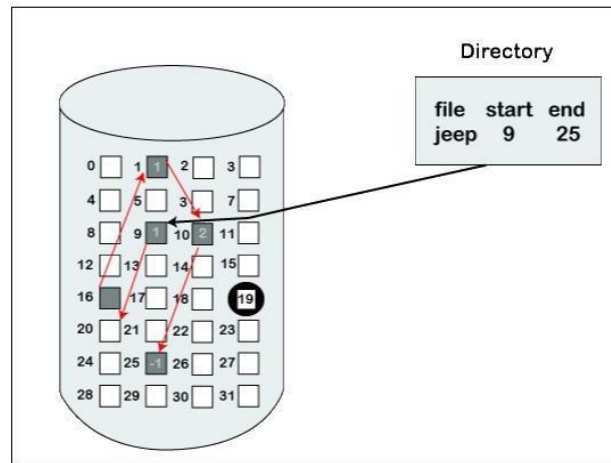 Directory
file start end
jeep 9 25
0 1 1 2 3
4 5 3 7
8 9 1 10 2 11
12 13 14 15
16 17 18 19
20 21 22 23
24 25 -1 26 27
28 29 30 31